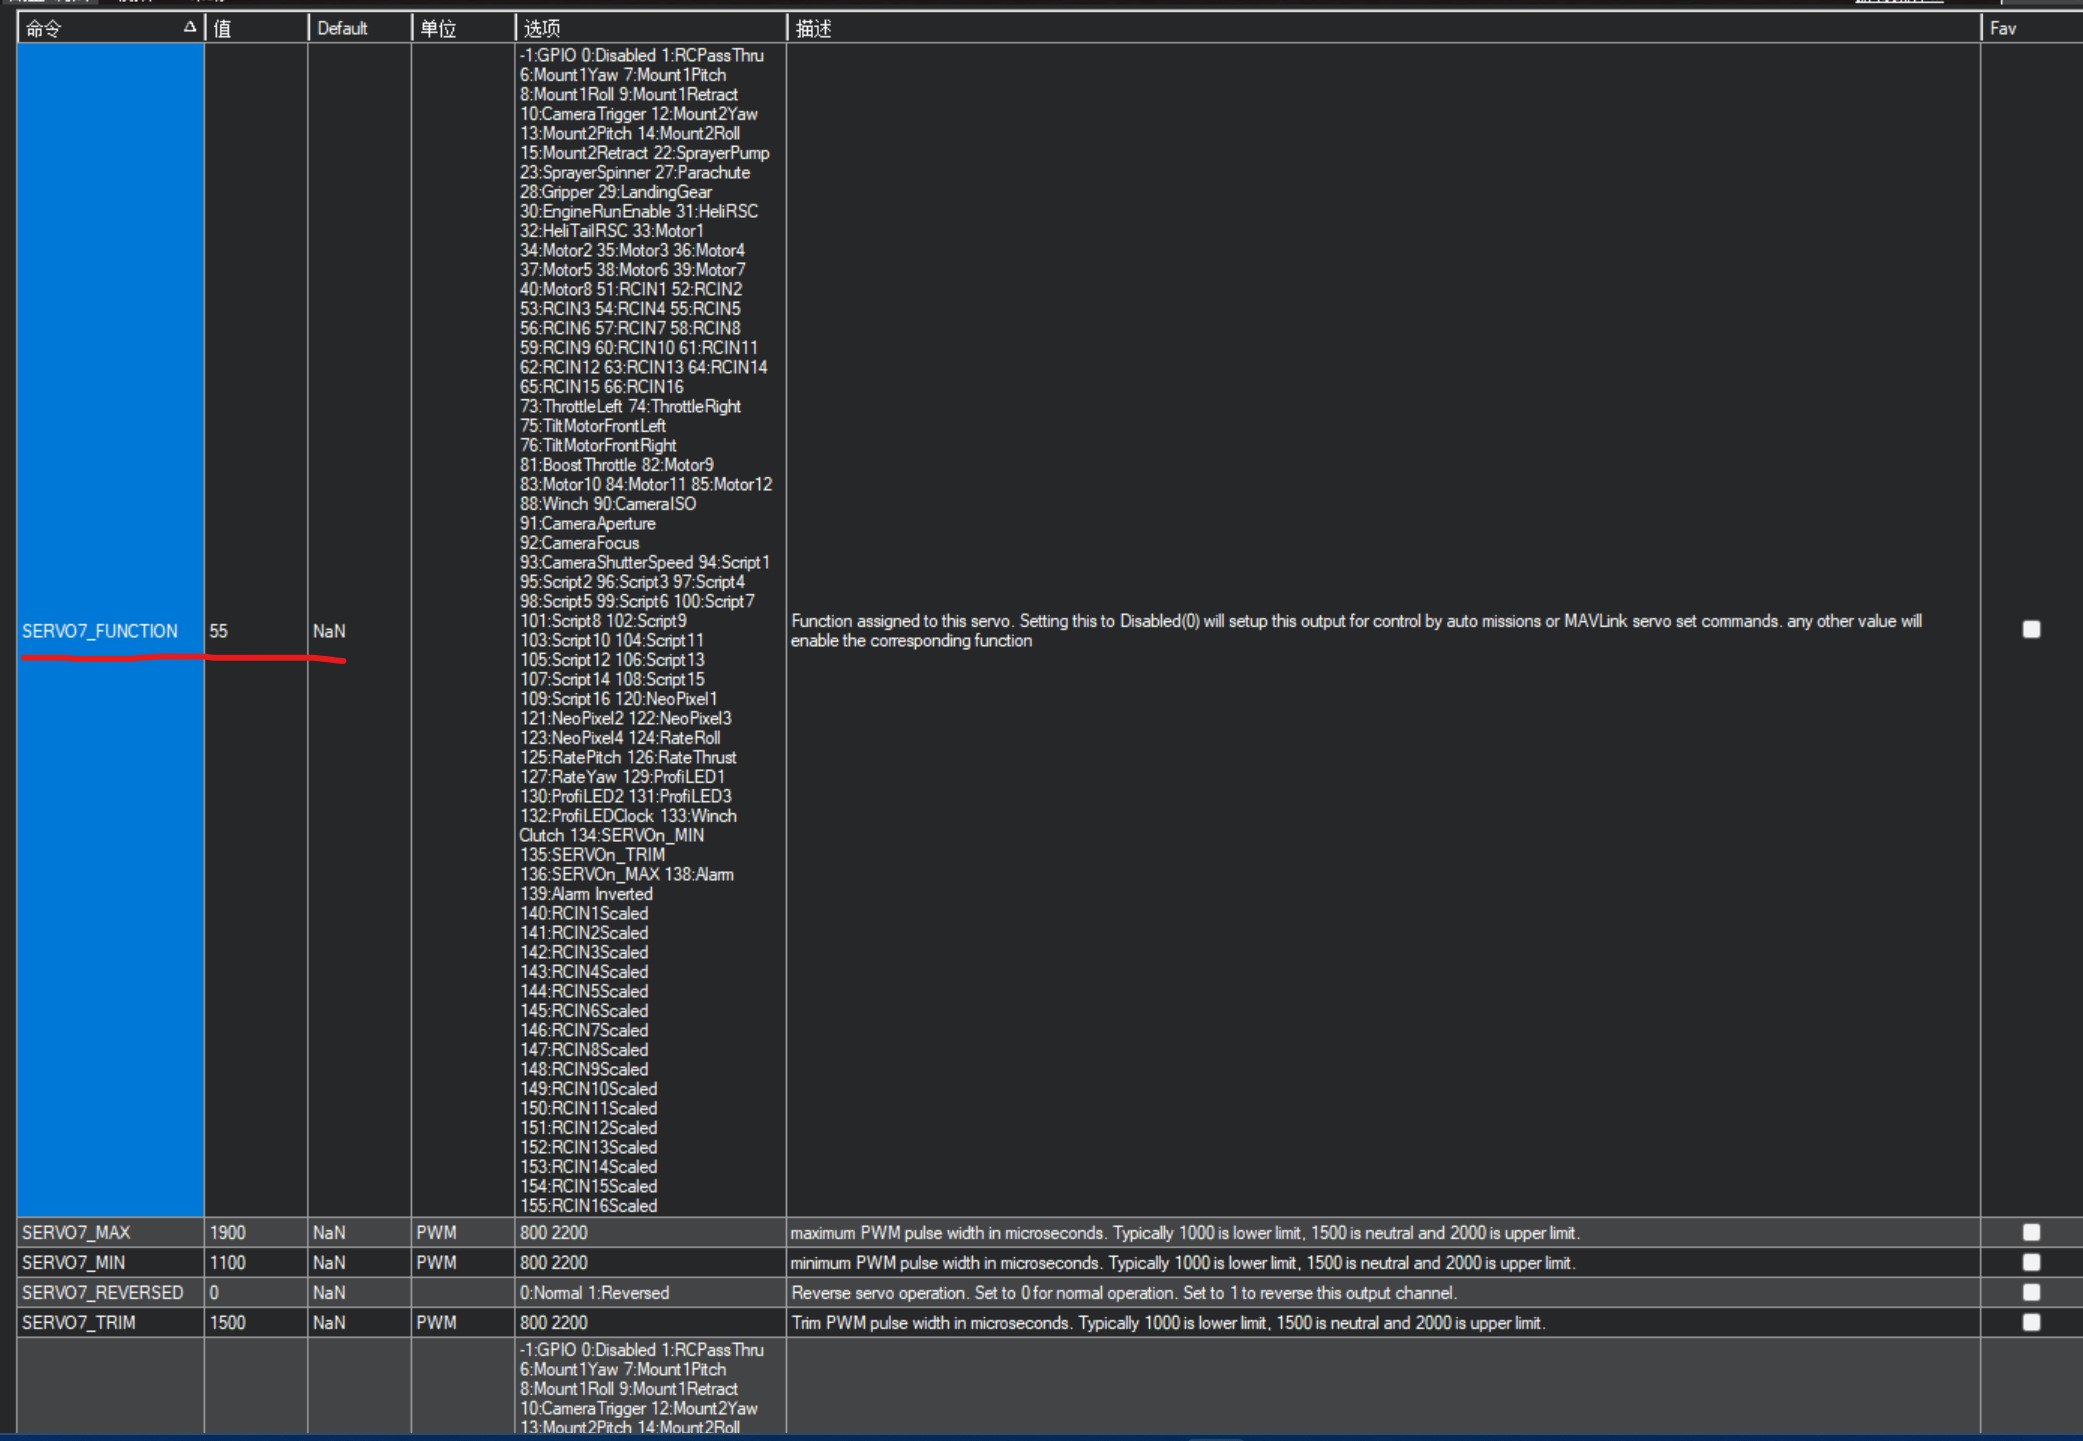 命令 Δ 值 Default 单位 选项 描述 Fav
-1:GPIO 0:Disabled 1:RCPassThru
6:Mount1Yaw 7:Mount1Pitch
8:Mount1Roll 9:Mount1Retract
10:CameraTrigger 12:Mount2Yaw
13:Mount2Pitch 14:Mount2Roll
15:Mount2Retract 22:SprayerPump
23:SprayerSpinner 27:Parachute
28:Gripper 29:LandingGear
30:EngineRunEnable 31:HeliRSC
32:HeliTailRSC 33:Motor1
34:Motor2 35:Motor3 36:Motor4
37:Motor5 38:Motor6 39:Motor7
40:Motor8 51:RCIN1 52:RCIN2
53:RCIN3 54:RCIN4 55:RCIN5
56:RCIN6 57:RCIN7 58:RCIN8
59:RCIN9 60:RCIN10 61:RCIN11
62:RCIN12 63:RCIN13 64:RCIN14
65:RCIN15 66:RCIN16
73:ThrottleLeft 74:ThrottleRight
75:TiltMotorFrontLeft
76:TiltMotorFrontRight
81:BoostThrottle 82:Motor9
83:Motor10 84:Motor11 85:Motor12
88:Winch 90:CameraISO
91:CameraAperture
92:CameraFocus
93:CameraShutterSpeed 94:Script1
95:Script2 96:Script3 97:Script4
98:Script5 99:Script6 100:Script7
101:Script8 102:Script9
103:Script10 104:Script11
105:Script12 106:Script13
107:Script14 108:Script15
109:Script16 120:NeoPixel1
121:NeoPixel2 122:NeoPixel3
123:NeoPixel4 124:RateRoll
125:RatePitch 126:RateThrust
127:RateYaw 129:ProfiLED1
130:ProfiLED2 131:ProfiLED3
132:ProfiLEDClock 133:Winch
Clutch 134:SERVOn_MIN
135:SERVOn_TRIM
136:SERVOn_MAX 138:Alarm
139:Alarm Inverted
140:RCIN1Scaled
141:RCIN2Scaled
142:RCIN3Scaled
143:RCIN4Scaled
144:RCIN5Scaled
145:RCIN6Scaled
146:RCIN7Scaled
147:RCIN8Scaled
148:RCIN9Scaled
149:RCIN10Scaled
150:RCIN11Scaled
151:RCIN12Scaled
152:RCIN13Scaled
153:RCIN14Scaled
154:RCIN15Scaled
155:RCIN16Scaled
SERVO7_FUNCTION 55 NaN
Function assigned to this servo. Setting this to Disabled(0) will setup this output for control by auto missions or MAVLink servo set commands. any other value will
enable the corresponding function
SERVO7_MAX 1900 NaN PWM 800 2200 maximum PWM pulse width in microseconds. Typically 1000 is lower limit, 1500 is neutral and 2000 is upper limit.
SERVO7_MIN 1100 NaN PWM 800 2200 minimum PWM pulse width in microseconds. Typically 1000 is lower limit, 1500 is neutral and 2000 is upper limit.
SERVO7_REVERSED 0 NaN 0:Normal 1:Reversed Reverse servo operation. Set to 0 for normal operation. Set to 1 to reverse this output channel.
SERVO7_TRIM 1500 NaN PWM 800 2200 Trim PWM pulse width in microseconds. Typically 1000 is lower limit, 1500 is neutral and 2000 is upper limit.
-1:GPIO 0:Disabled 1:RCPassThru
6:Mount1Yaw 7:Mount1Pitch
8:Mount1Roll 9:Mount1Retract
10:CameraTrigger 12:Mount2Yaw
13:Mount2Pitch 14:Mount2Roll